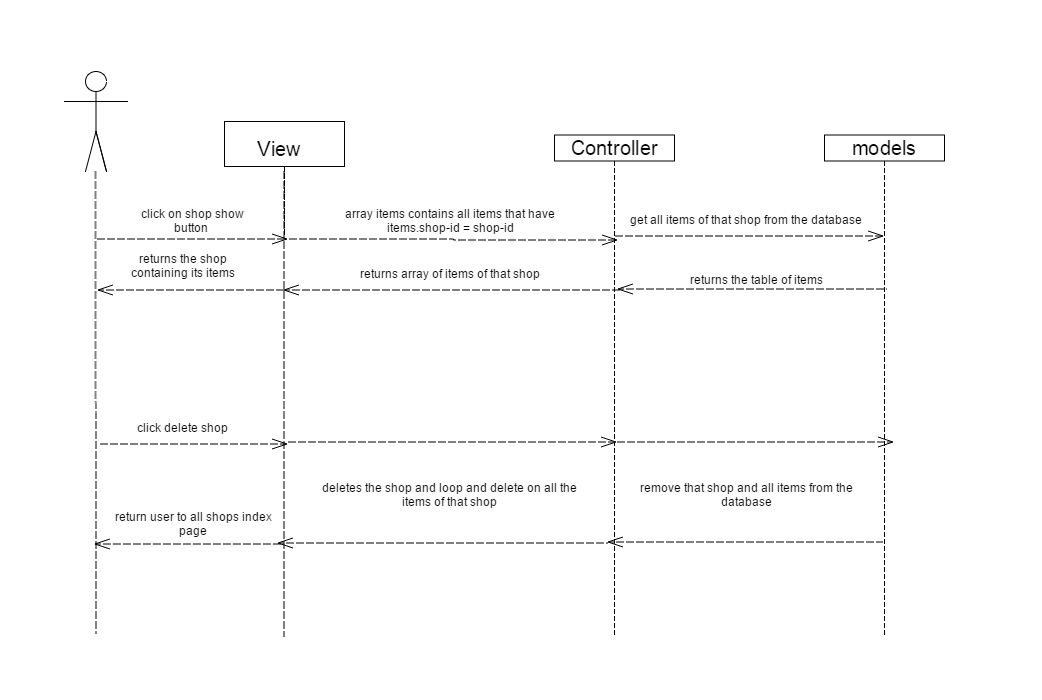 View
Controller
models
click on shop show
button
array items contains all items that have
items.shop-id = shop-id
get all items of that shop from the database
returns the shop
containing its items
returns array of items of that shop
returns the table of items
click delete shop
deletes the shop and loop and delete on all the
items of that shop
remove that shop and all items from the
database
return user to all shops index
page